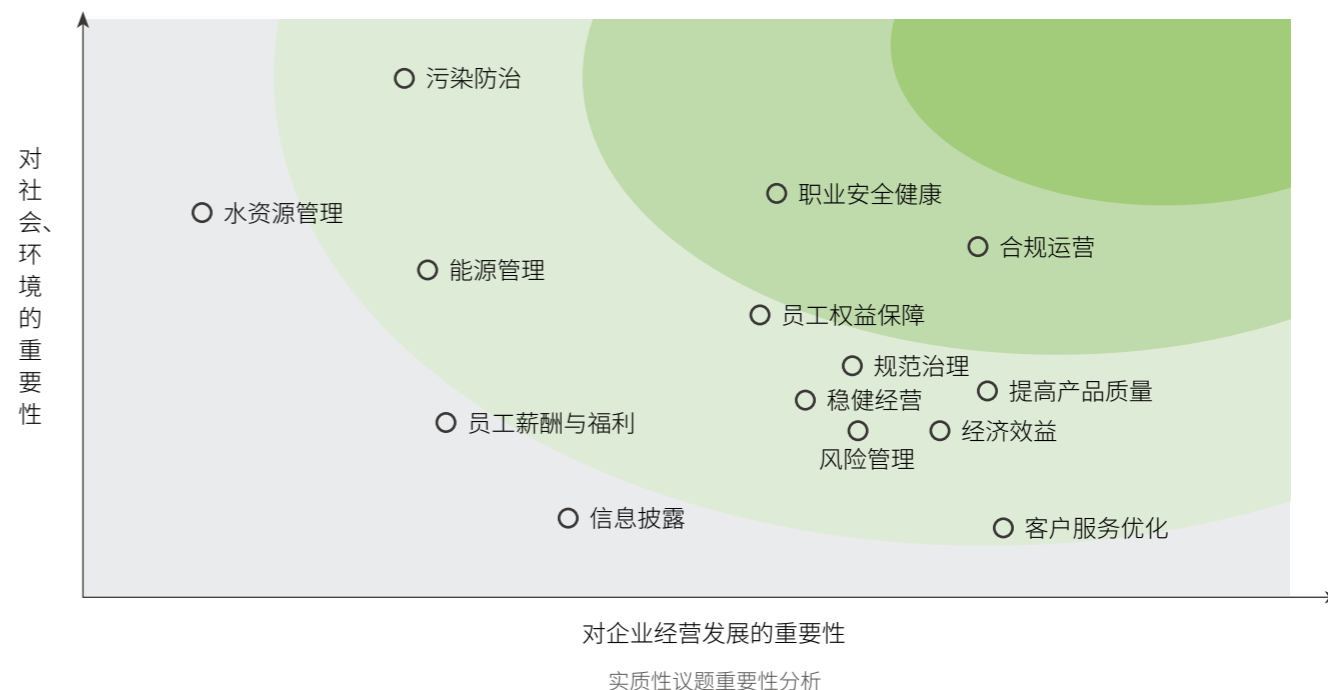 对社会、环境的重要性
污染防治
职业安全健康
水资源管理
合规运营
能源管理
员工权益保障
规范治理
提高产品质量
稳健经营
员工薪酬与福利
经济效益
风险管理
信息披露
客户服务优化
对企业经营发展的重要性
实质性议题重要性分析